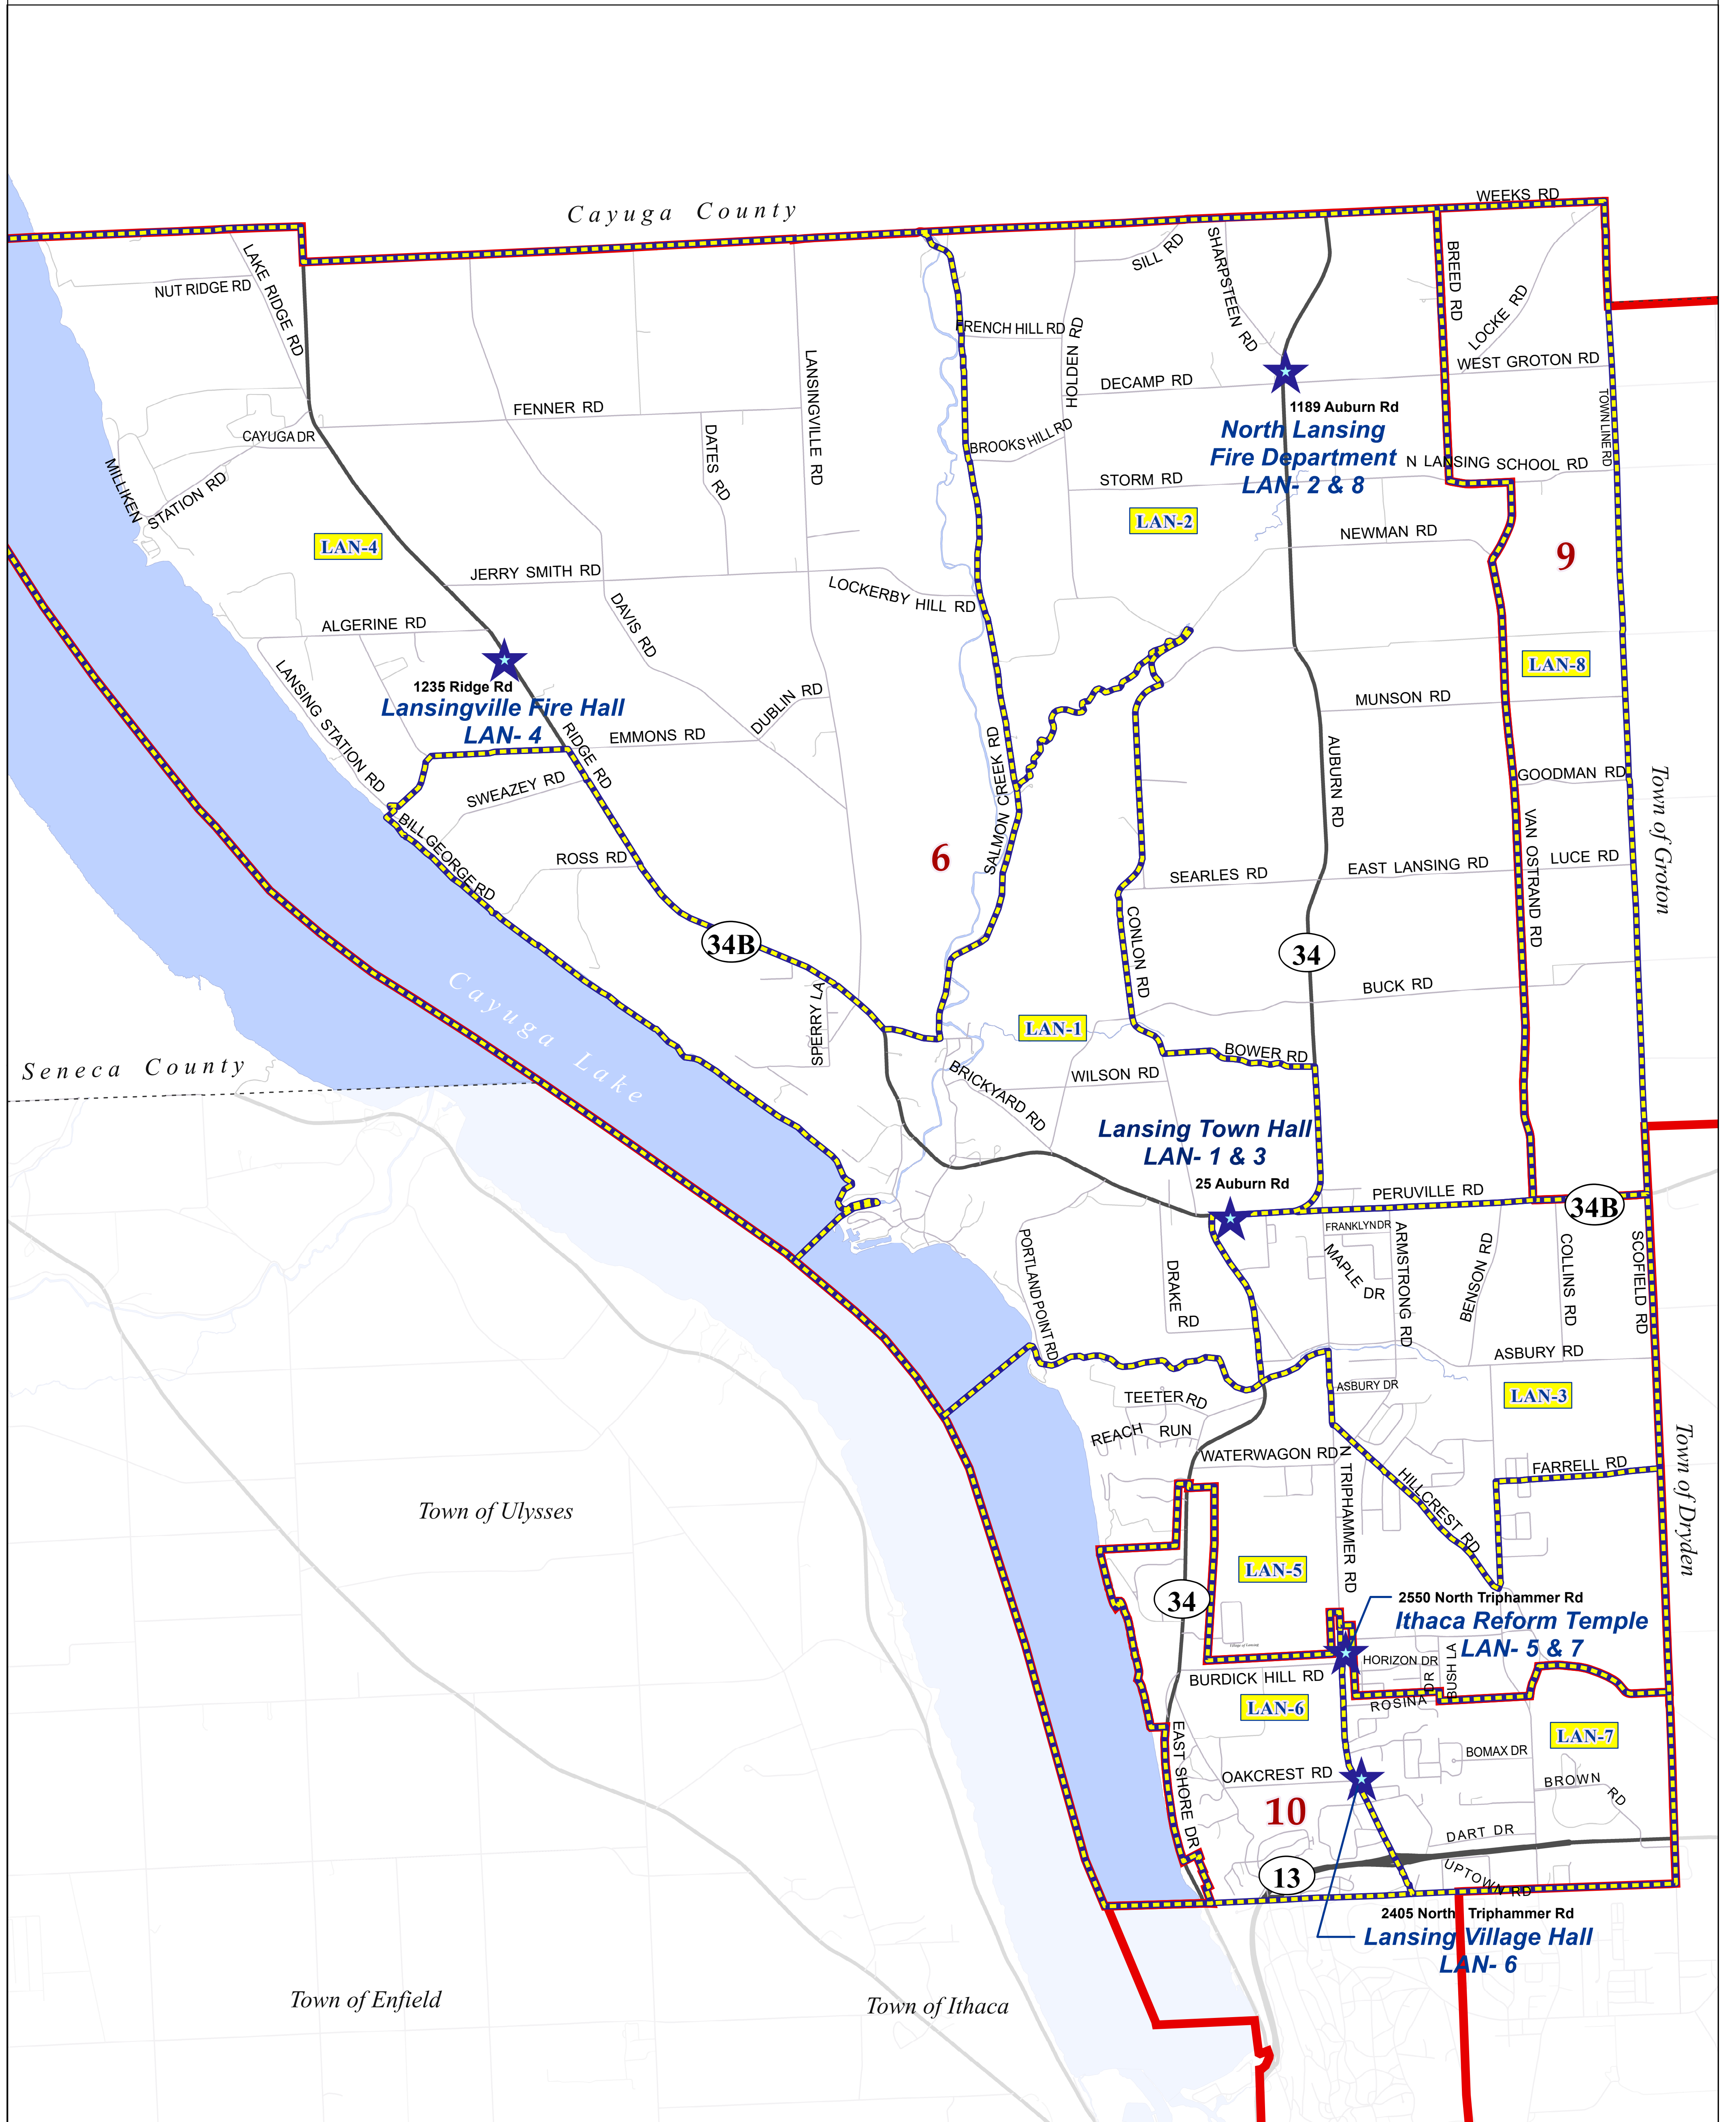 WEEKS RD
Cayuga County
LAKE RIDGE RD
NUT RIDGE RD
SILL RD
SHARPSTEEN RD
BREED RD
LOCKE RD
FRENCH HILL RD
HOLDEN RD
LANSINGVILLE RD
WEST GROTON RD
DECAMP RD
1189 Auburn Rd
North Lansing
Fire Department
LAN- 2 & 8
TOWN LINE RD
FENNER RD
CAYUGA DR
DATES RD
BROOKS HILL RD
N LANSING SCHOOL RD
STORM RD
MILLIKEN
STATION RD
LAN-2
NEWMAN RD
LAN-4
9
JERRY SMITH RD
LOCKERBY HILL RD
DAVIS RD
ALGERINE RD
LAN-8
1235 Ridge Rd
Lansingville Fire Hall
LAN- 4
LANSING STATION RD
DUBLIN RD
MUNSON RD
RIDGE RD
EMMONS RD
SALMON CREEK RD
AUBURN RD
GOODMAN RD
Town of Groton
SWEAZEY RD
BILL GEORGE RD
VAN OSTRAND RD
ROSS RD
6
SEARLES RD
EAST LANSING RD
LUCE RD
34B
CONLON RD
34
Cayuga Lake
SPERRY LA
BUCK RD
LAN-1
Seneca County
BOWER RD
BRICKYARD RD
WILSON RD
Lansing Town Hall
LAN- 1 & 3
25 Auburn Rd
PERUVILLE RD
34B
FRANKLYN DR
PORTLAND POINT RD
DRAKE
RD
MAPLE
DR
ARMSTRONG RD
BENSON RD
COLLINS RD
SCOFIELD RD
ASBURY RD
ASBURY DR
LAN-3
TEETER RD
REACH RUN
WATERWAGON RD
N TRIPHAMMER RD
HILLCREST RD
FARRELL RD
Town of Dryden
Town of Ulysses
LAN-5
34
2550 North Triphammer Rd
Ithaca Reform Temple
LAN- 5 & 7
Village of Lansing
HORIZON DR
DR
BUSH LA
BURDICK HILL RD
ROSINA
LAN-6
EAST SHORE DR
LAN-7
BOMAX DR
OAKCREST RD
BROWN
RD
10
DART DR
13
UPTOWN RD
2405 North Triphammer Rd
Lansing Village Hall
LAN- 6
Town of Enfield
Town of Ithaca